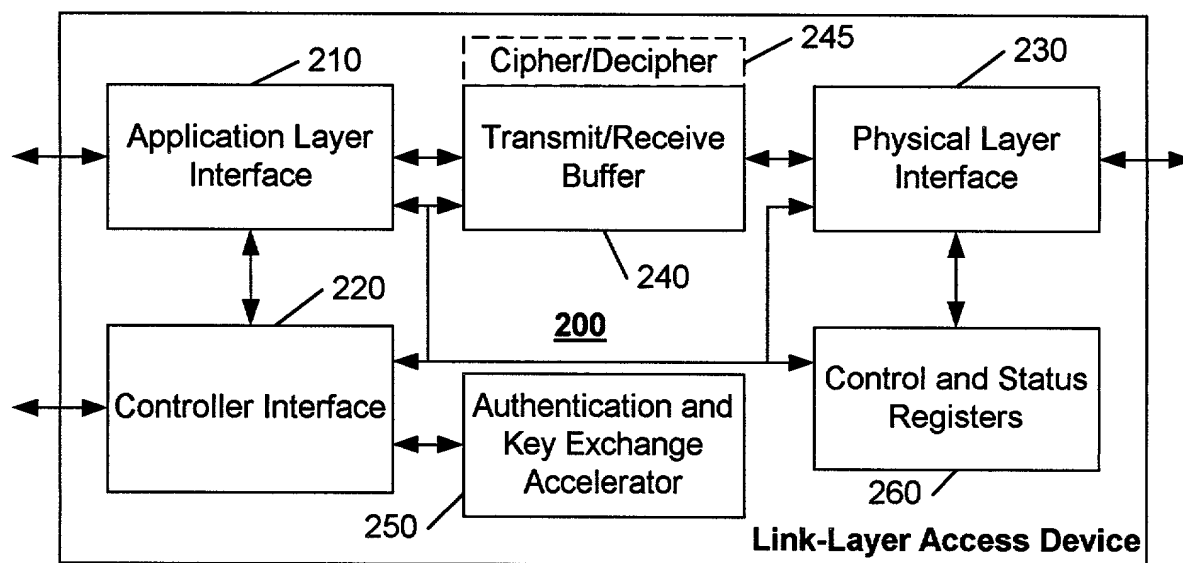 210
Cipher/Decipher
245
230
Application Layer
Interface
Transmit/Receive
Buffer
Physical Layer
Interface
220
240
200
Controller Interface
Authentication and
Key Exchange
Accelerator
Control and Status
Registers
250
260
Link-Layer Access Device